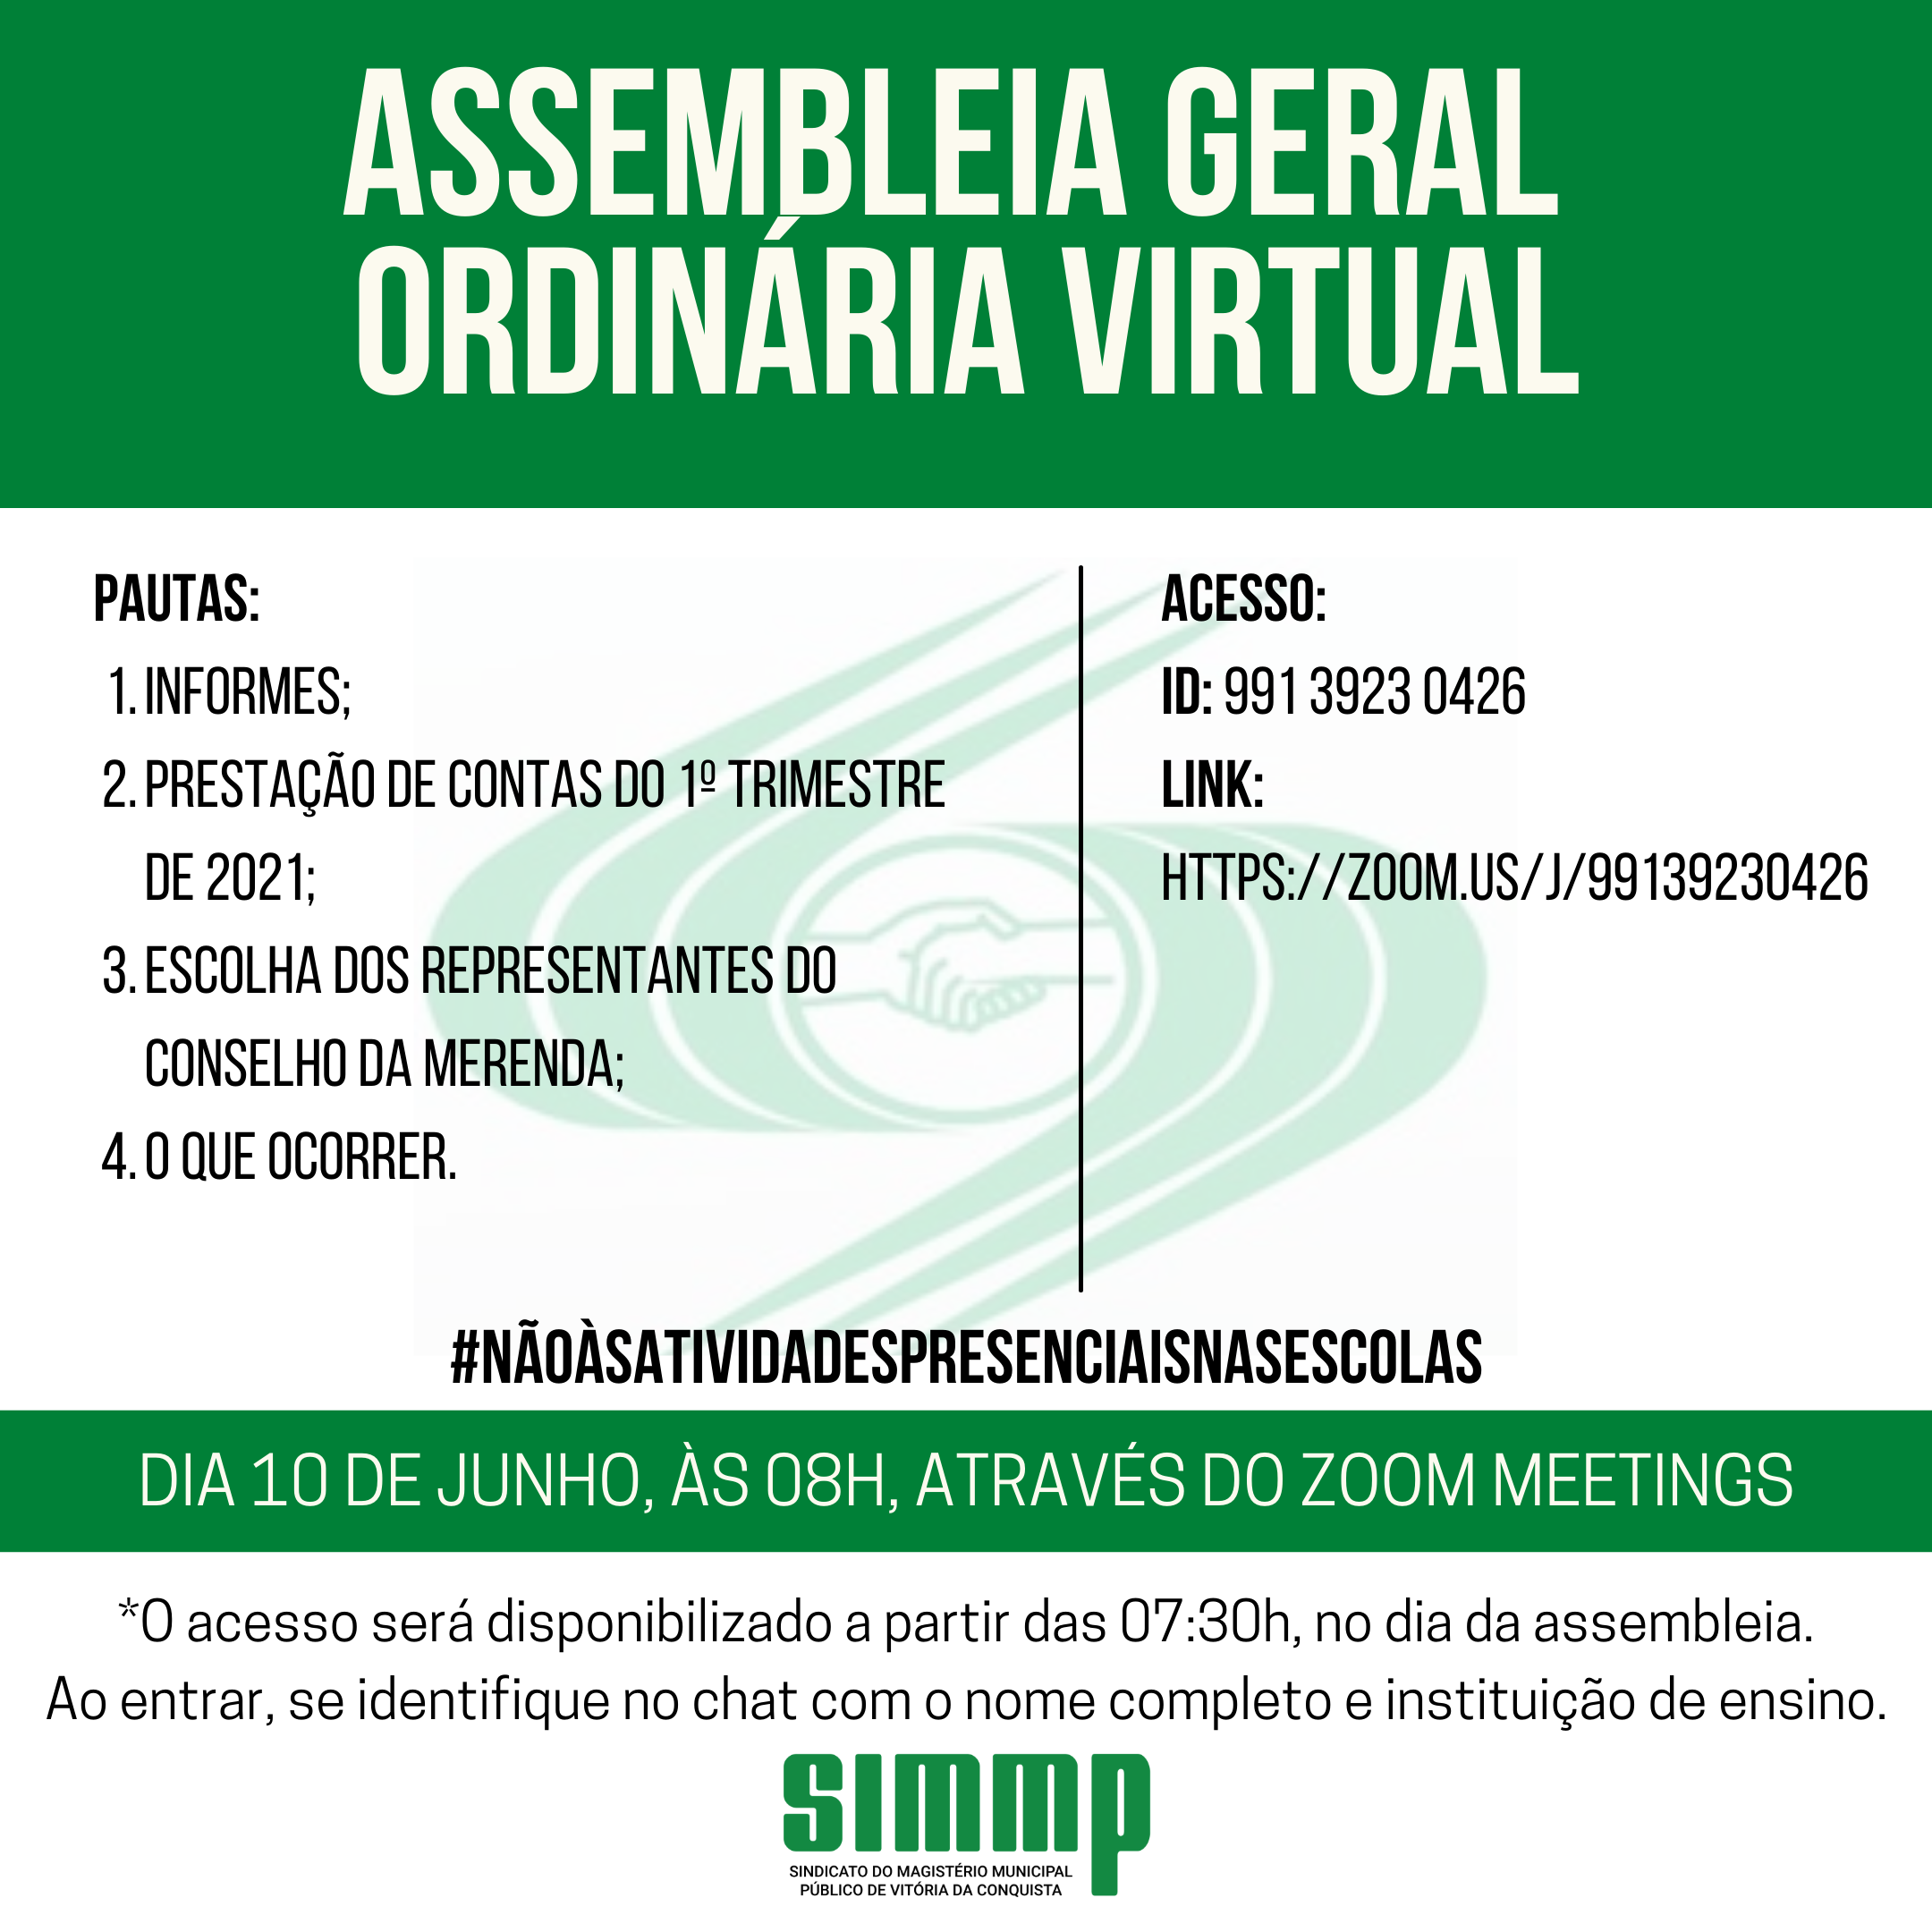 ASSEMBLEIA GERAL
ORDINÁRIA VIRTUAL
PAUTAS:
1. INFORMES;
2. PRESTAÇÃO DE CONTAS DO 1º TRIMESTRE
DE 2021;
3. ESCOLHA DOS REPRESENTANTES DO
CONSELHO DA MERENDA;
4. O QUE OCORRER.
ACESSO:
ID: 991 3923 0426
LINK:
HTTPS://ZOOM.US/J/99139230426
#NÃOÀSATIVIDADESPRESENCIAISNASESCOLAS
DIA 10 DE JUNHO, ÀS 08H, ATRAVÉS DO ZOOM MEETINGS
*O acesso será disponibilizado a partir das 07:30h, no dia da assembleia.
Ao entrar, se identifique no chat com o nome completo e instituição de ensino.
SIMMP
SINDICATO DO MAGISTÉRIO MUNICIPAL
PÚBLICO DE VITÓRIA DA CONQUISTA